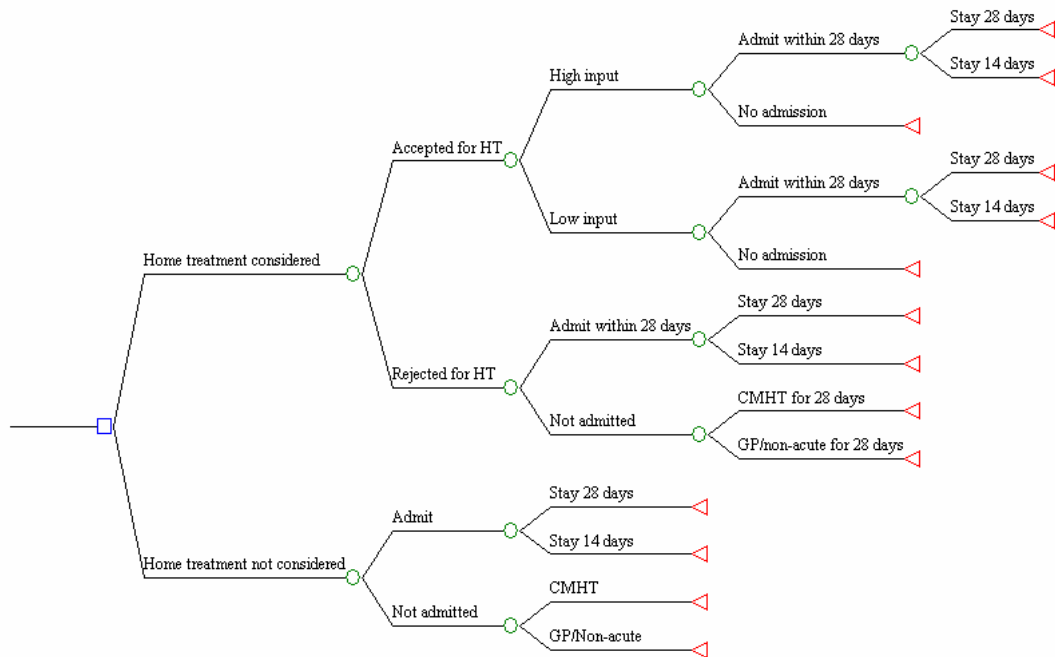 Stay 28 days
Admit within 28 days
Stay 14 days
High input
No admission
Accepted for HT
Stay 28 days
Admit within 28 days
Stay 14 days
Low input
No admission
Home treatment considered
Stay 28 days
Admit within 28 days
Stay 14 days
Rejected for HT
CMHT for 28 days
Not admitted
GP/non-acute for 28 days
Stay 28 days
Admit
Stay 14 days
Home treatment not considered
CMHT
Not admitted
GP/Non-acute